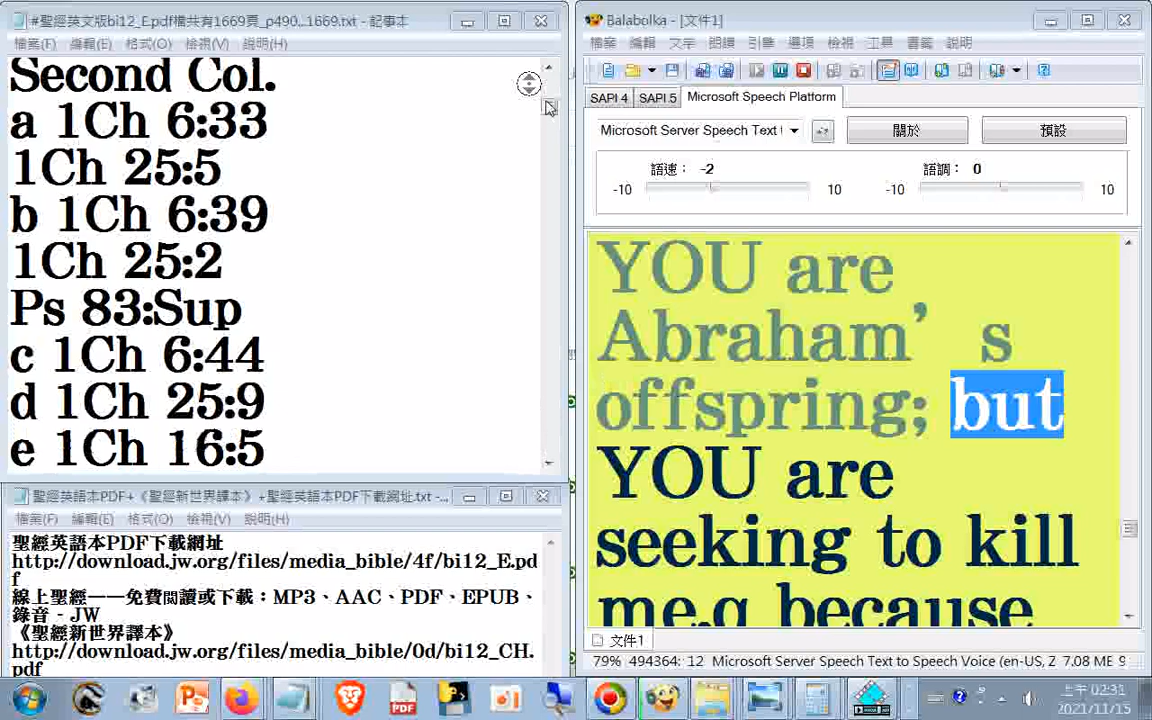 #聖經英文版bi12_E.pdf檔共有1669頁_p490...1669.txt - 記事本
檔案(F) 編輯(E) 格式(O) 檢視(V) 說明(H)
Second Col.
a 1Ch 6:33
1Ch 25:5
b 1Ch 6:39
1Ch 25:2
Ps 83:Sup
c 1Ch 6:44
d 1Ch 25:9
e 1Ch 16:5
聖經英語本PDF+《聖經新世界譯本》+聖經英語本PDF下載網址.txt - ...
檔案(F) 編輯(E) 格式(O) 檢視(V) 說明(H)
聖經英語本PDF下載網址
http://download.jw.org/files/media_bible/4f/bi12_E.pd
f
線上聖經——免費閱讀或下載：MP3、AAC、PDF、EPUB、
錄音 - JW
《聖經新世界譯本》
http://download.jw.org/files/media_bible/0d/bi12_CH.
pdf
Balabolka - [文件1]
檔案 編輯 文字 朗讀 引擎 選項 檢視 工具 書籤 說明
SAPI 4 SAPI 5 Microsoft Speech Platform
Microsoft Server Speech Text 關於 預設
語速： -2 語調： 0
-10 10 -10 10
YOU are
Abraham’s
offspring; but
YOU are
seeking to kill
me,q because
文件1
79% 494364: 12 Microsoft Server Speech Text to Speech Voice (en-US, Z 7.08 ME 9
PDF
上午 02:31
2021/11/15